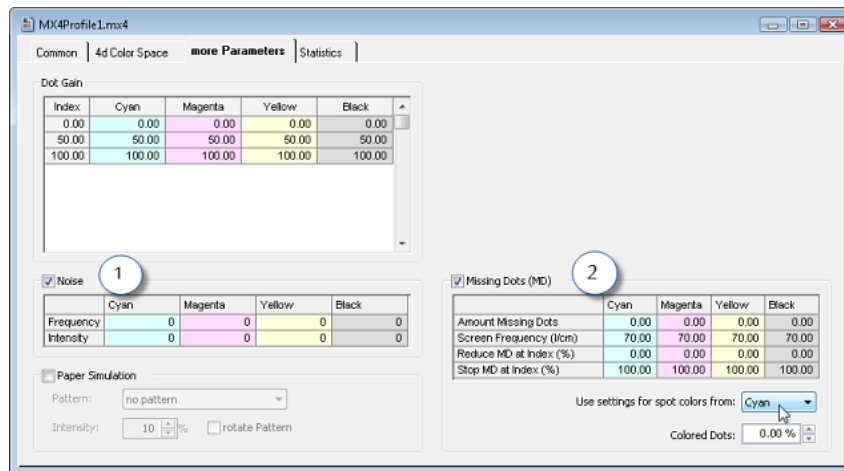 MX4Profile1.mx4
Common 4d Color Space more Parameters Statistics
Dot Gain
Index Cyan Magenta Yellow Black
0.00 0.00 0.00 0.00 0.00
50.00 50.00 50.00 50.00 50.00
100.00 100.00 100.00 100.00 100.00
Noise 1
Cyan Magenta Yellow Black
Frequency 0 0 0 0
Intensity 0 0 0 0
Paper Simulation
Pattern: no pattern
Intensity: 10 % rotate Pattern
Missing Dots (MD) 2
Cyan Magenta Yellow Black
Amount Missing Dots 0.00 0.00 0.00 0.00
Screen Frequency (l/cm) 70.00 70.00 70.00 70.00
Reduce MD at Index (%) 0.00 0.00 0.00 0.00
Stop MD at Index (%) 100.00 100.00 100.00 100.00
Use settings for spot colors from: Cyan
Colored Dots: 0.00 %